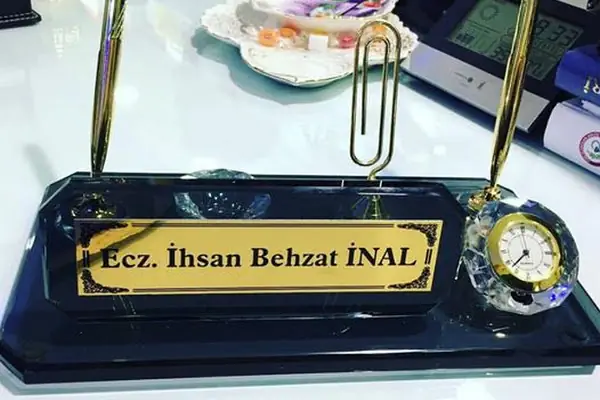 Ecz. İhsan Behzat İNAL